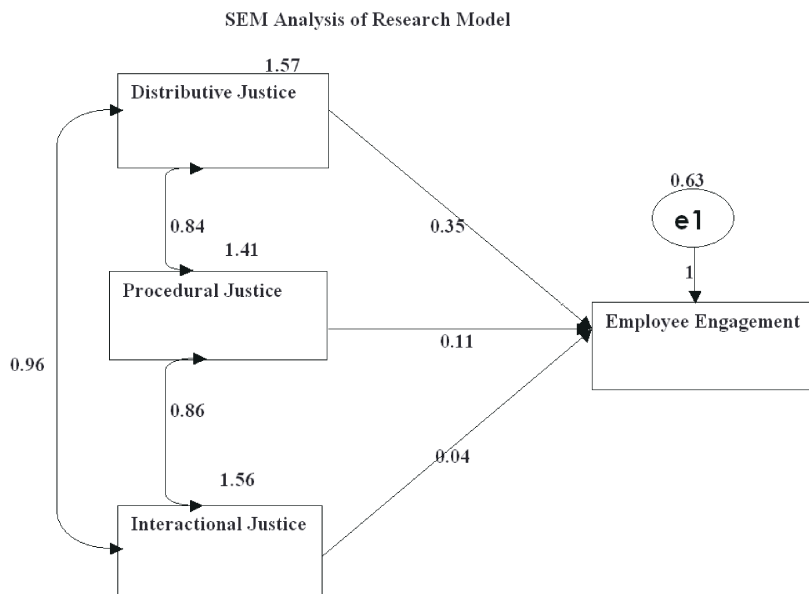 SEM Analysis of Research Model
1.57
Distributive Justice
0.63
e1
0.84
0.35
1.41
1
Procedural Justice
Employee Engagement
0.11
0.96
0.86
0.04
1.56
Interactional Justice